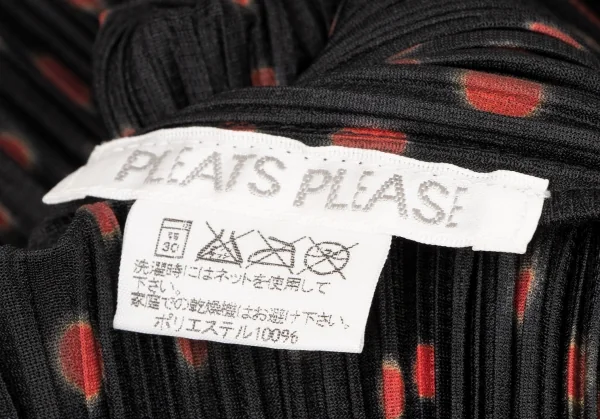 PLEATS PLEASE
30
洗濯時にはネットを使用して
下さい。
家庭での乾燥機はお避け下さい。
ポリエステル100%